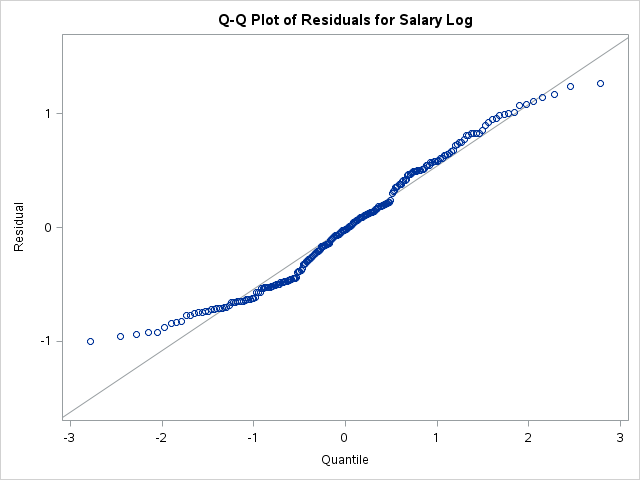 Q-Q Plot of Residuals for Salary Log
1
0
-1
Residual
-3 -2 -1 0 1 2 3
Quantile